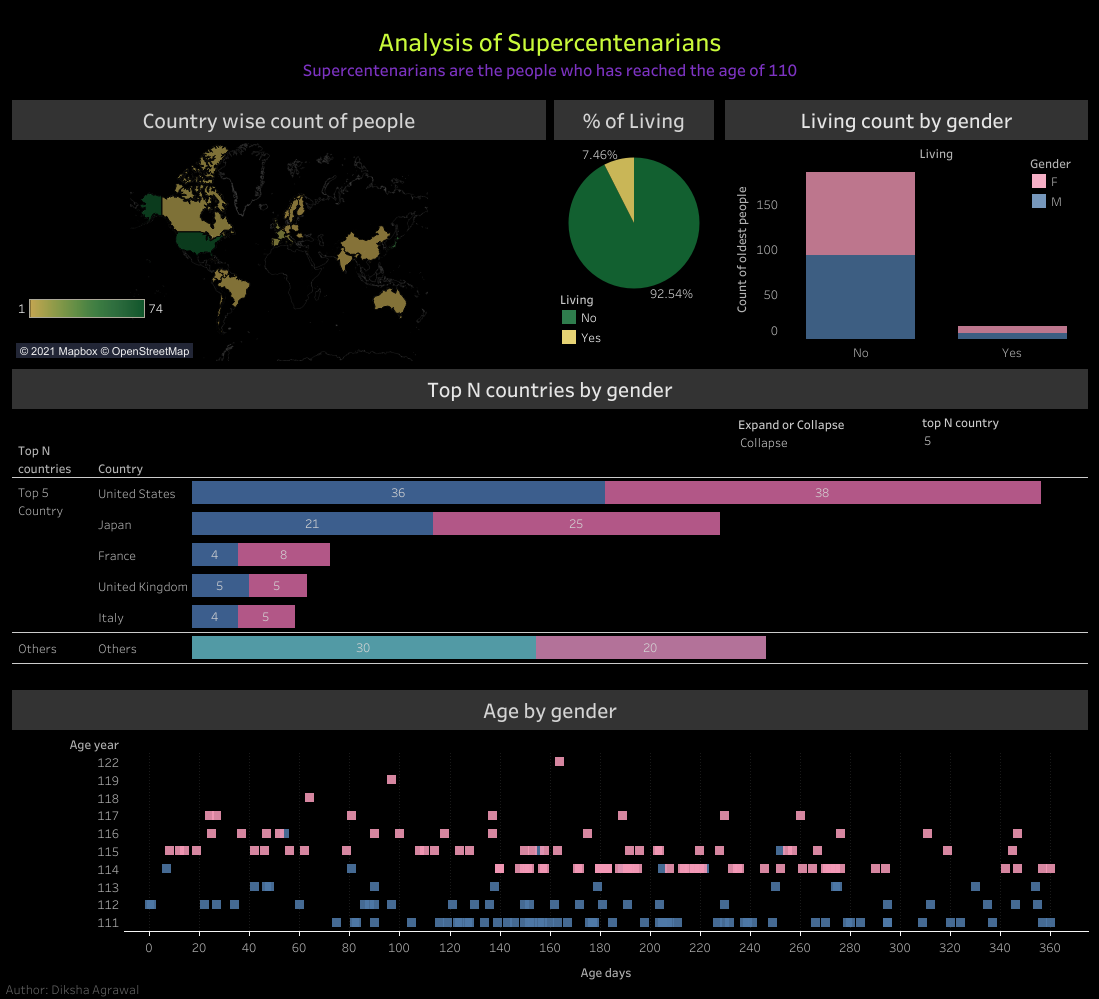 Analysis of Supercentenarians
Supercentenarians are the people who has reached the age of 110
Country wise count of people
1
74
© 2021 Mapbox © OpenStreetMap
% of Living
7.46%
92.54%
Living
No
Yes
Living count by gender
Living
Gender
F
M
Count of oldest people
150
100
50
0
No
Yes
Top N countries by gender
Expand or Collapse
Collapse
top N country
5
Top N
countries
Country
Top 5
Country
United States
36
38
Japan
21
25
France
4
8
United Kingdom
5
5
Italy
4
5
Others
Others
30
20
Age by gender
Age year
122
119
118
117
116
115
114
113
112
111
0 20 40 60 80 100 120 140 160 180 200 220 240 260 280 300 320 340 360
Age days
Author: Diksha Agrawal